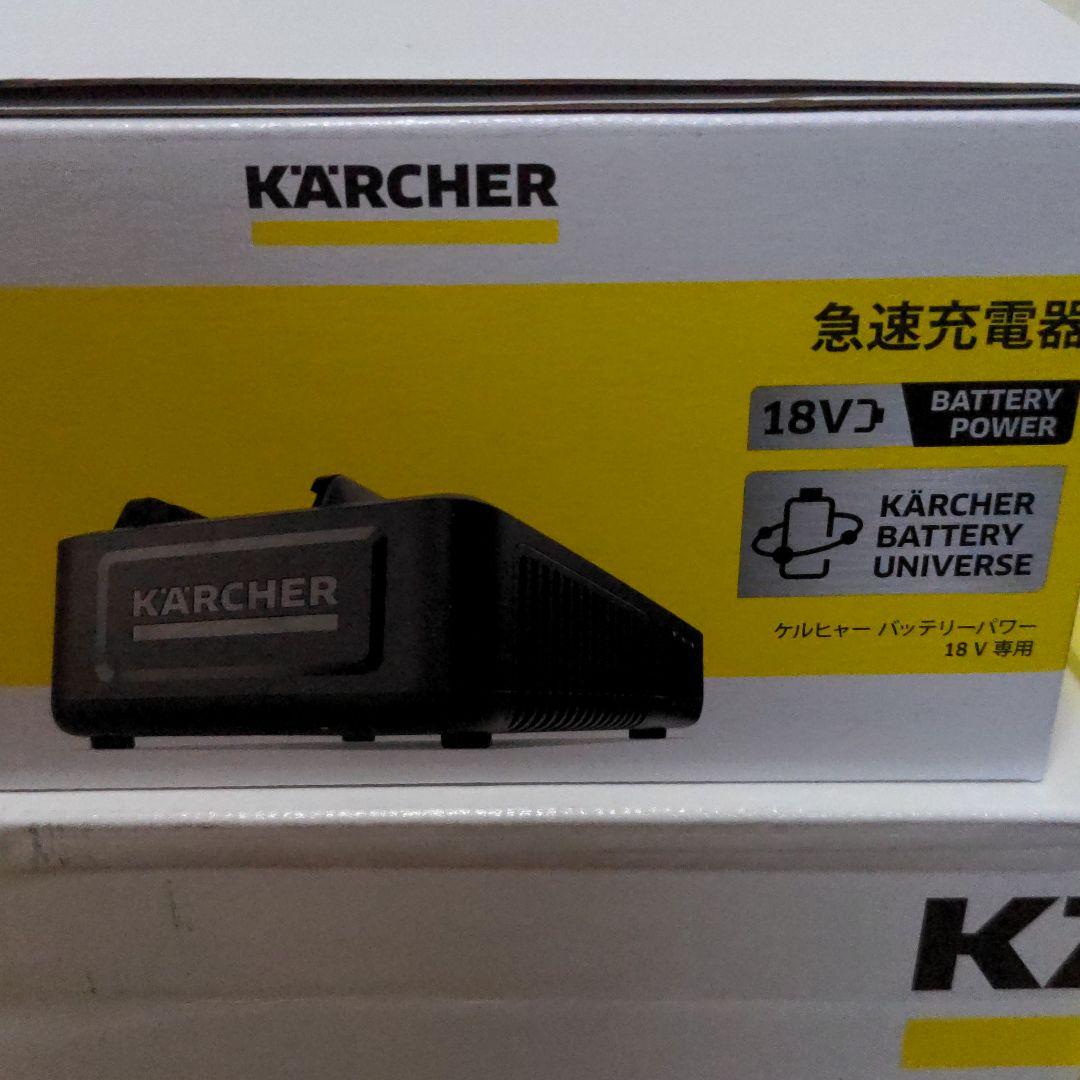 KÄRCHER
急速充電器
18V
BATTERY
POWER
KÄRCHER
BATTERY
UNIVERSE
ケルヒャー バッテリーパワー
18 V 専用
KÄRCHER